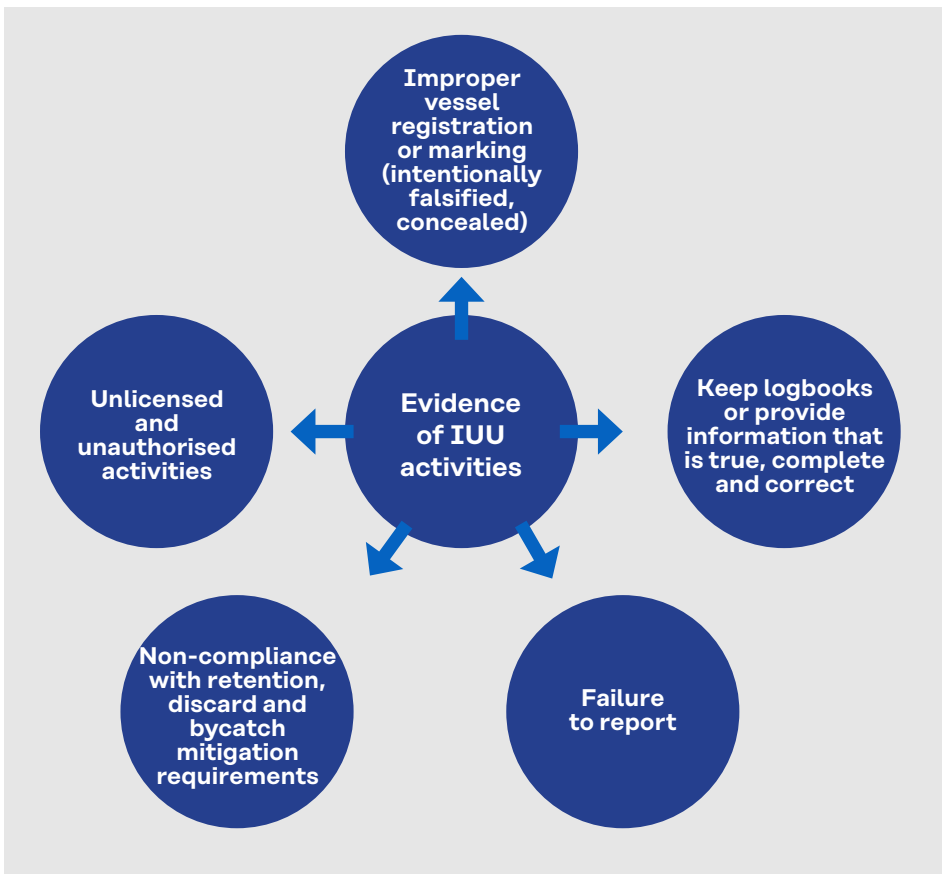 Improper
vessel
registration
or marking
(intentionally
falsified,
concealed)
Unlicensed
and
unauthorised
activities
Evidence
of IUU
activities
Keep logbooks
or provide
information that
is true, complete
and correct
Non-compliance
with retention,
discard and
bycatch
mitigation
requirements
Failure
to report